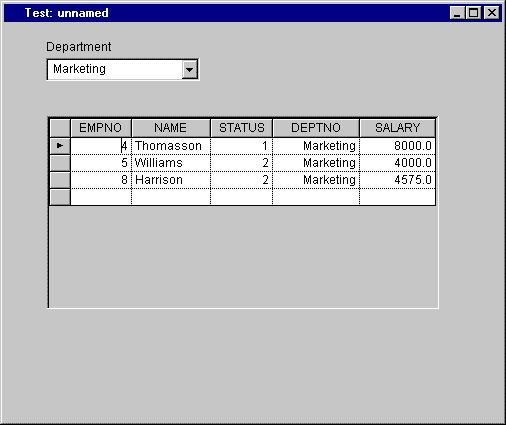 Test: unnamed
Department
Marketing
EMPNO NAME STATUS DEPTNO SALARY
4 Thomasson 1 Marketing 8000.0
5 Williams 2 Marketing 4000.0
8 Harrison 2 Marketing 4575.0